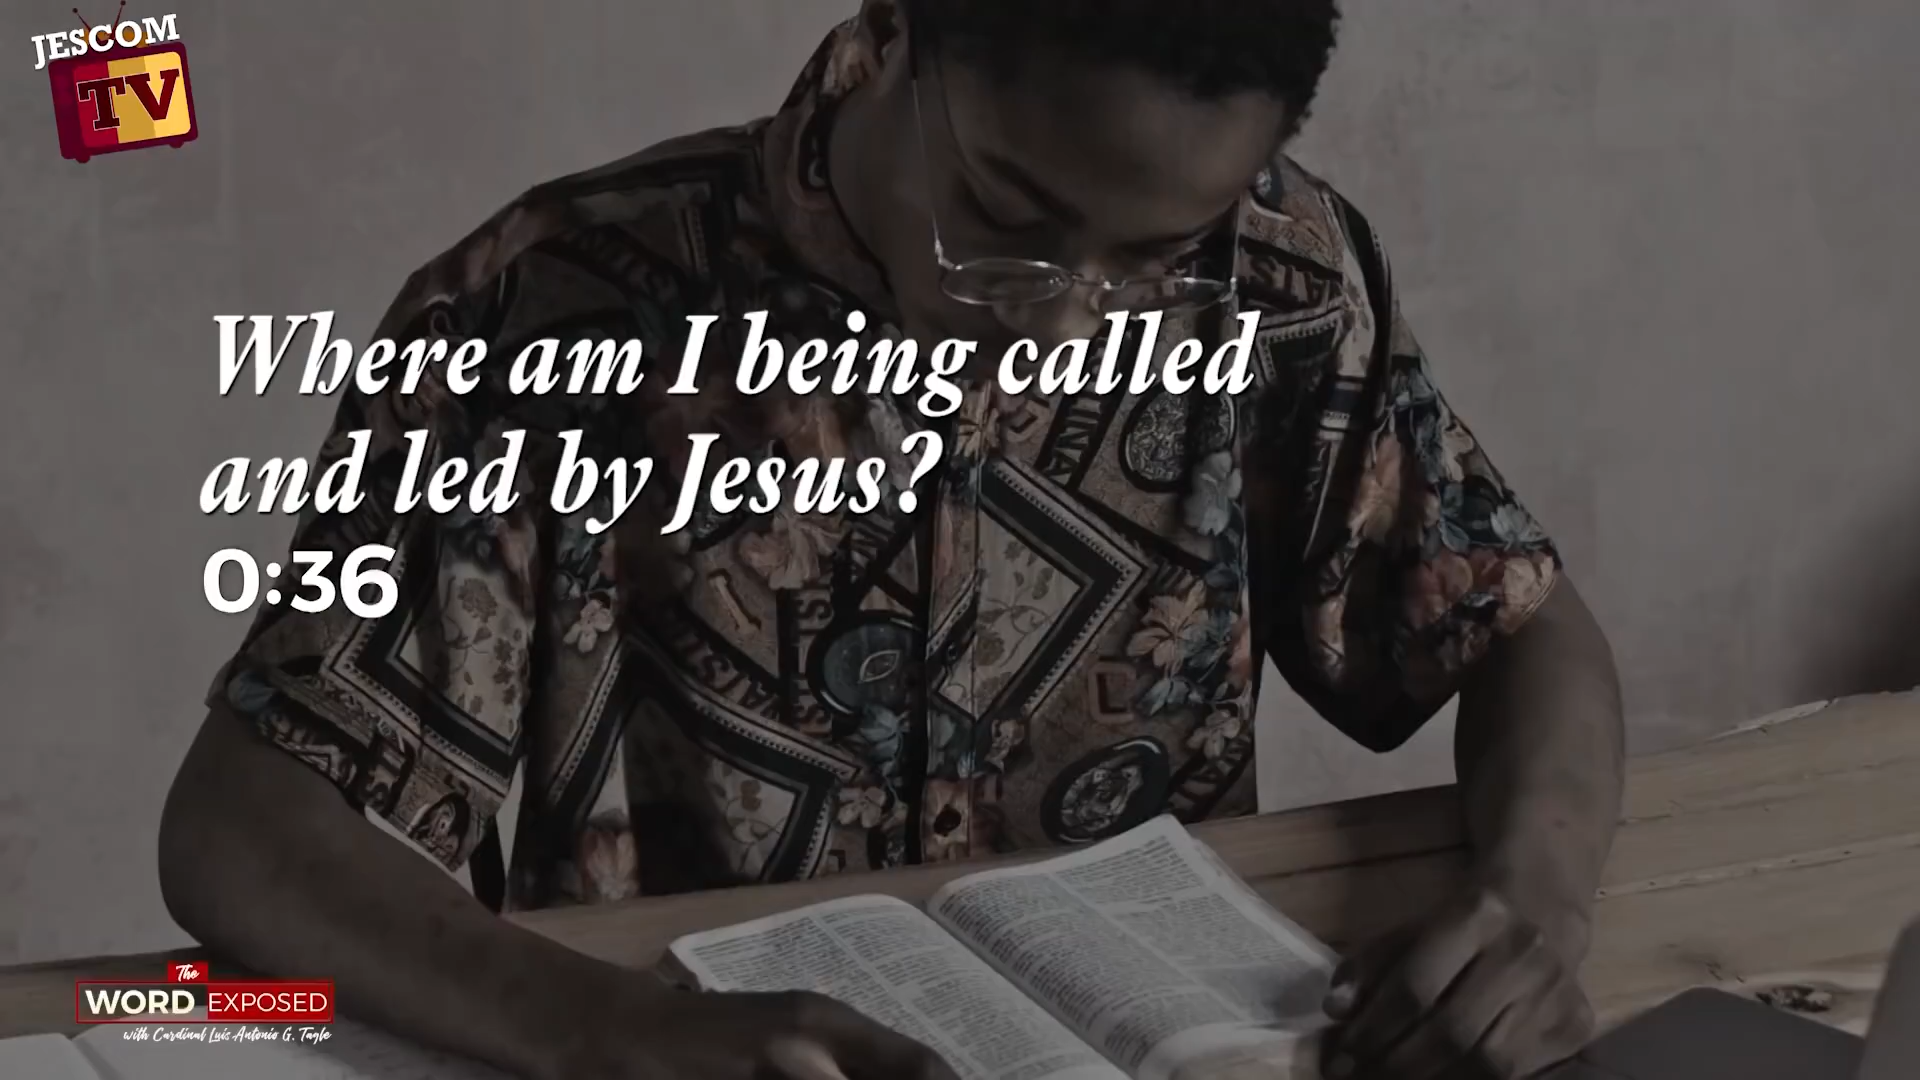 JESCOM
TV
Where am I being called
and led by Jesus?
0:36
The
WORD EXPOSED
with Cardinal Luis Antonio G. Tagle